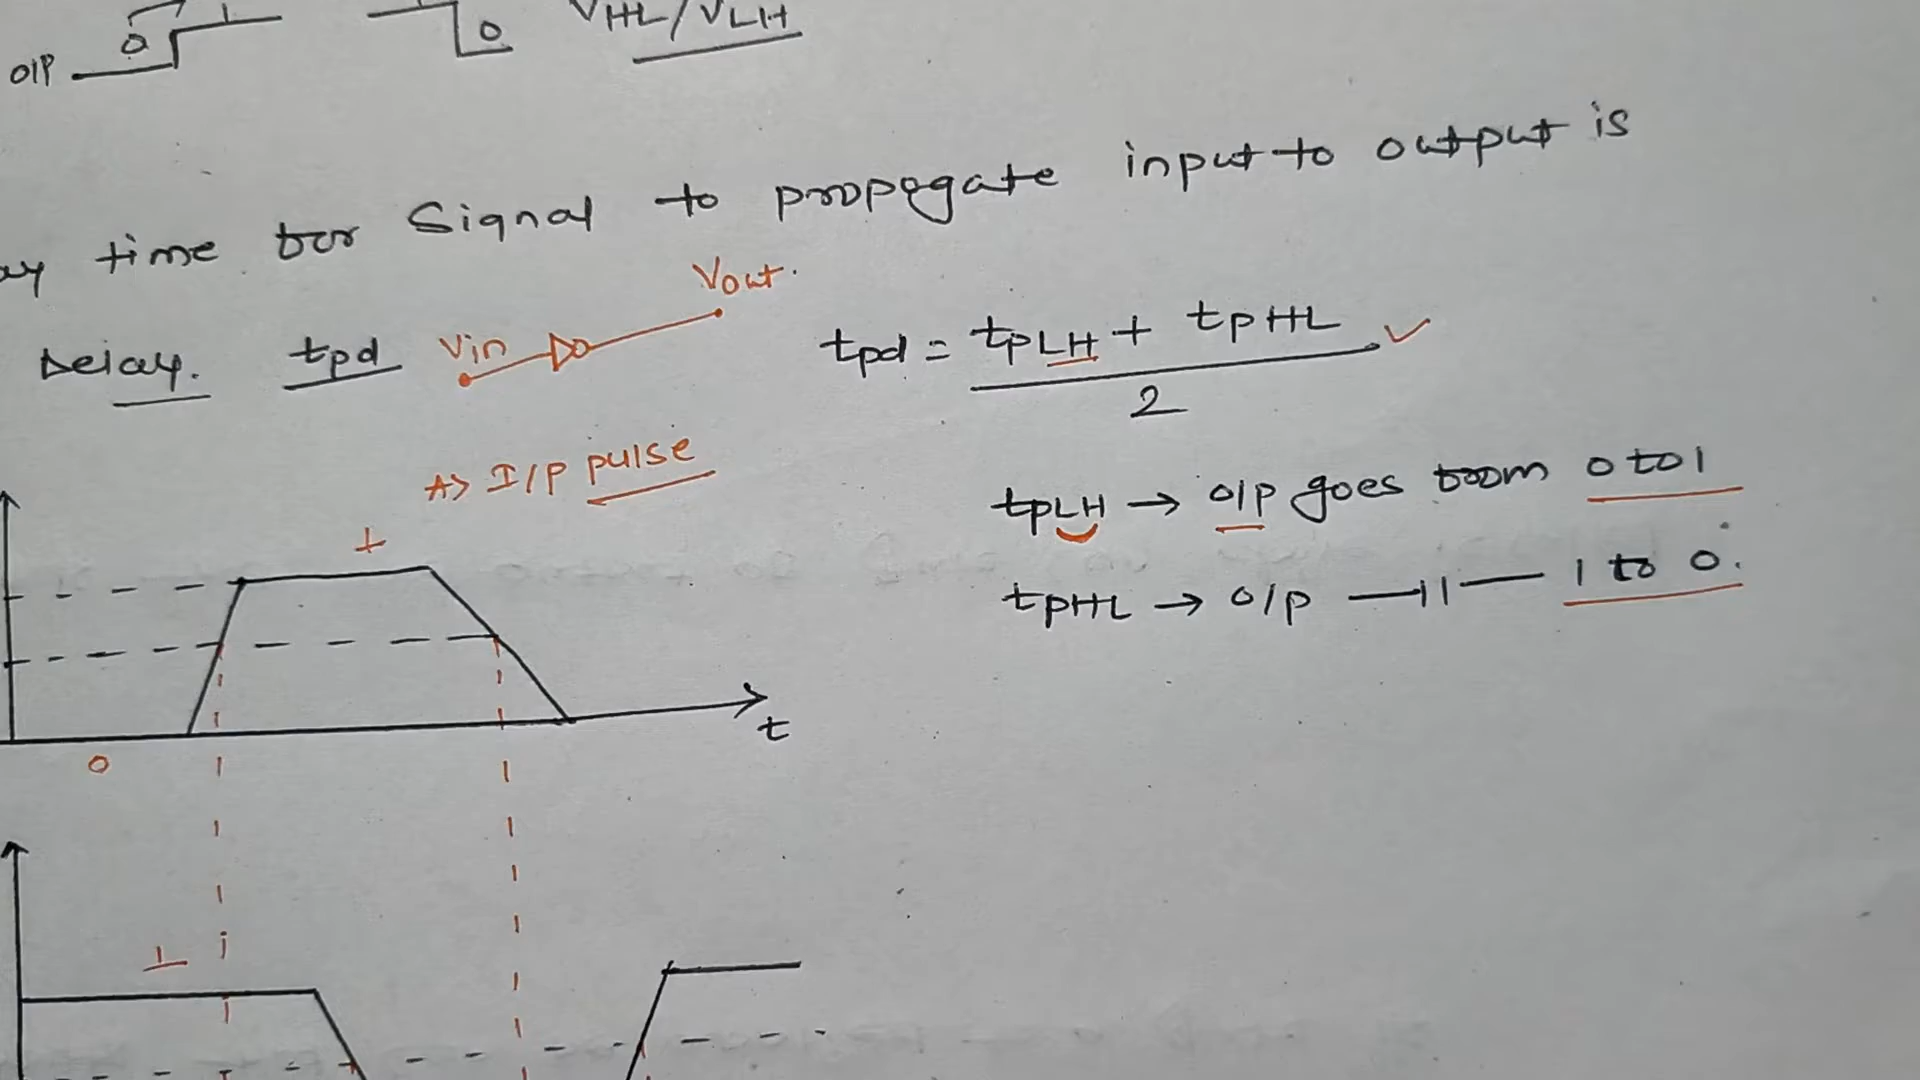 O/P 0 1 0 VHL/VLH
time for Signal to propegate input to output is
Delay. tpd Vin Vout. tpd = tpLH + tpHL
2
A> I/P pulse
tpLH → O/P goes from 0 to 1
tpHL → O/P —11— 1 to 0.
1
t
0
1